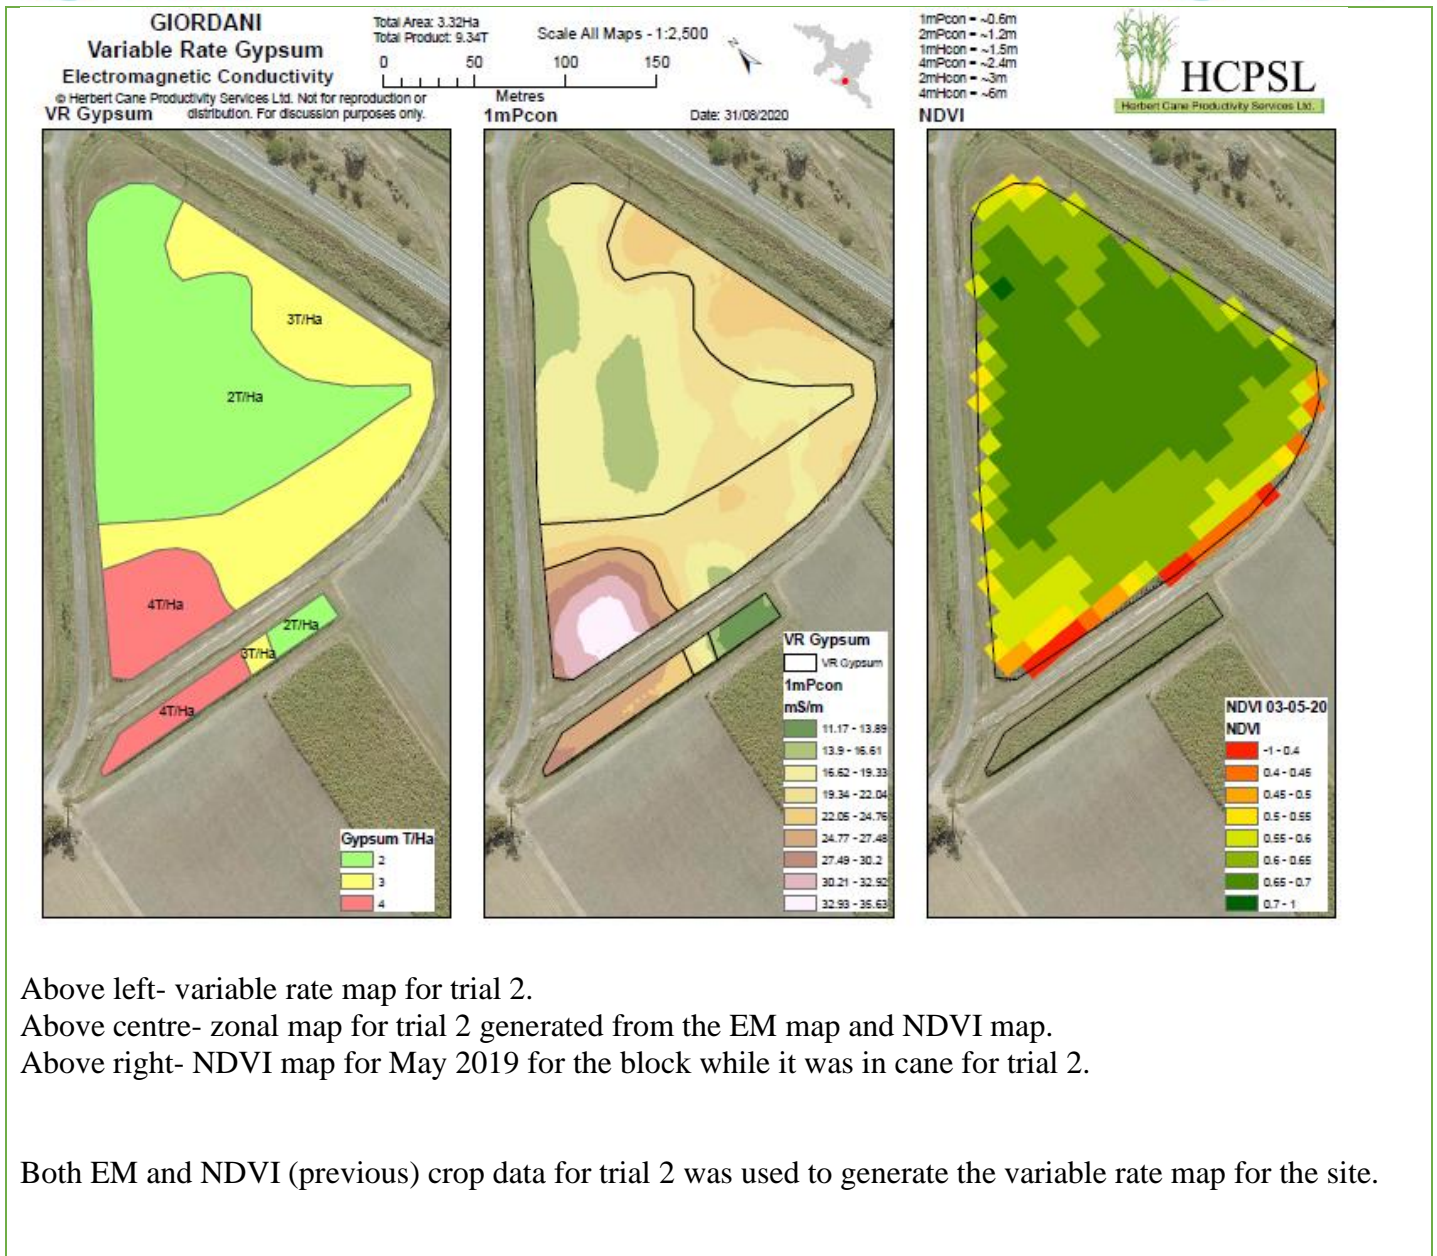 GIORDANI
Variable Rate Gypsum
Electromagnetic Conductivity
© Herbert Cane Productivity Services Ltd. Not for reproduction or
distribution. For discussion purposes only.
Total Area: 3.32Ha
Total Product: 9.34T
Scale All Maps - 1:2,500
0 50 100 150
Metres
N
Date: 31/08/2020
1mPcon = ~0.6m
2mPcon = ~1.2m
1mHcon = ~1.5m
4mPcon = ~2.4m
2mHcon = ~3m
4mHcon = ~6m
HCPSL
Herbert Cane Productivity Services Ltd.
VR Gypsum
3T/Ha
2T/Ha
4T/Ha
2T/Ha
3T/Ha
4T/Ha
Gypsum T/Ha
2
3
4
1mPcon
VR Gypsum
VR Gypsum
1mPcon
mS/m
11.17 - 13.89
13.9 - 16.61
16.62 - 19.33
19.34 - 22.04
22.05 - 24.76
24.77 - 27.48
27.49 - 30.2
30.21 - 32.92
32.93 - 35.63
NDVI
NDVI 03-05-20
NDVI
-1 - 0.4
0.4 - 0.45
0.45 - 0.5
0.5 - 0.55
0.55 - 0.6
0.6 - 0.65
0.65 - 0.7
0.7 - 1
Above left- variable rate map for trial 2.
Above centre- zonal map for trial 2 generated from the EM map and NDVI map.
Above right- NDVI map for May 2019 for the block while it was in cane for trial 2.
Both EM and NDVI (previous) crop data for trial 2 was used to generate the variable rate map for the site.